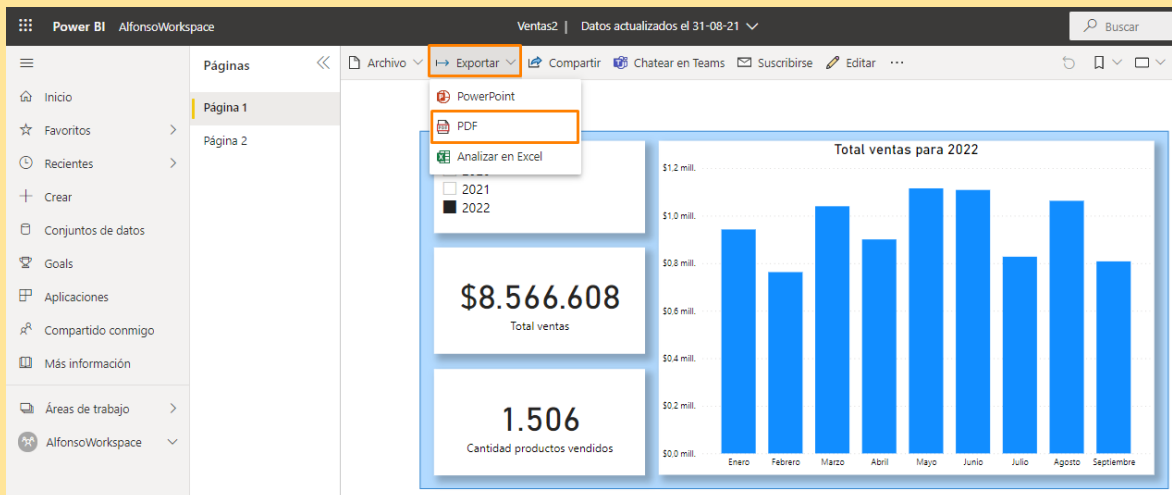 Power BI AlfonsoWorkspace
Ventas2 | Datos actualizados el 31-08-21
Buscar
Inicio
Favoritos
Recientes
Crear
Conjuntos de datos
Goals
Aplicaciones
Compartido conmigo
Más información
Áreas de trabajo
AlfonsoWorkspace
Páginas
Página 1
Página 2
Archivo Exportar Compartir Chatear en Teams Suscribirse Editar ...
PowerPoint
PDF
Analizar en Excel
2021
2022
$8.566.608
Total ventas
1.506
Cantidad productos vendidos
Total ventas para 2022
$1,2 mill.
$1,0 mill.
$0,8 mill.
$0,6 mill.
$0,4 mill.
$0,2 mill.
$0,0 mill.
Enero Febrero Marzo Abril Mayo Junio Julio Agosto Septiembre